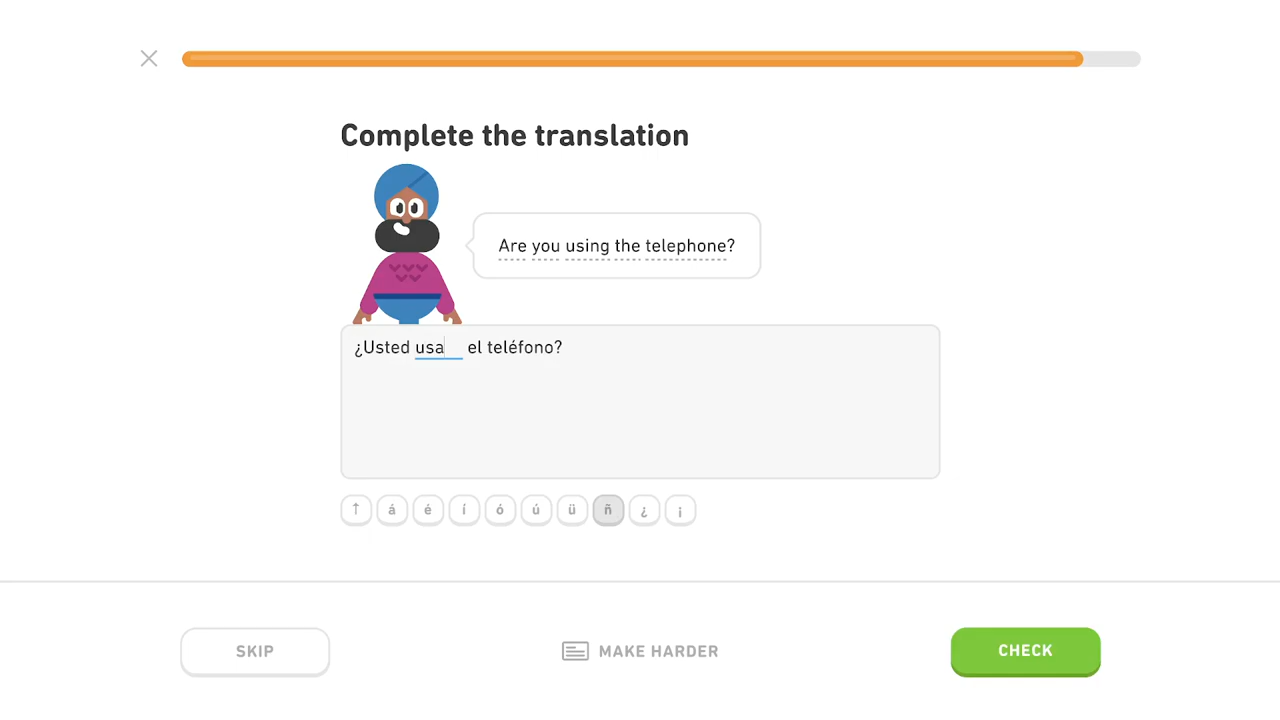 Complete the translation
Are you using the telephone?
¿Usted usa el teléfono?
↑ á é í ó ú ü ñ ¿ ¡
SKIP
MAKE HARDER
CHECK